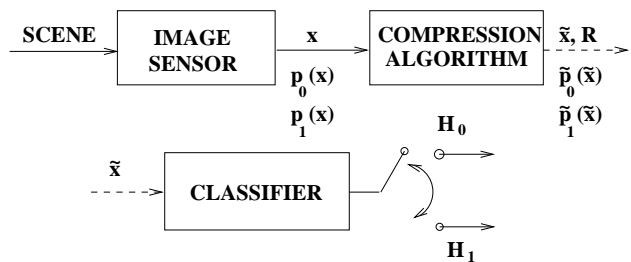 SCENE
IMAGE
SENSOR
x
p₀(x)
p₁(x)
COMPRESSION
ALGORITHM
x̃, R
p̃₀(x̃)
p̃₁(x̃)
x̃
CLASSIFIER
H₀
H₁